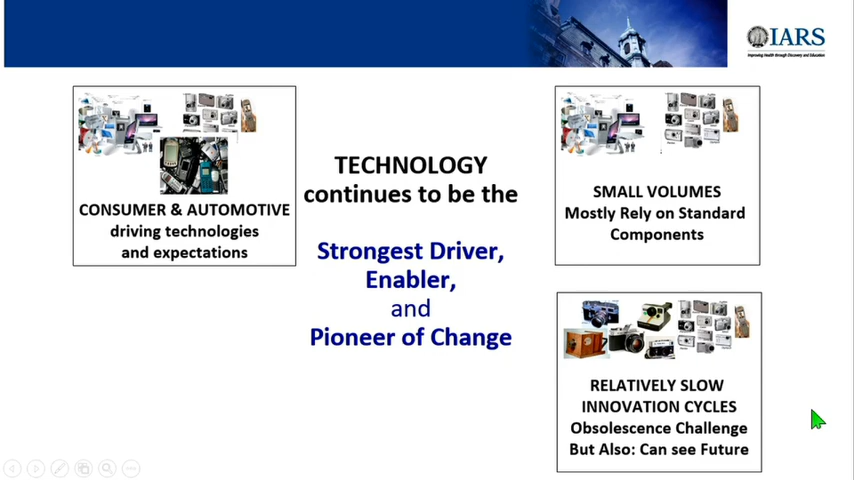 IARS
Improving Health through Discovery and Education
CONSUMER & AUTOMOTIVE
driving technologies
and expectations
TECHNOLOGY
continues to be the
Strongest Driver,
Enabler,
and
Pioneer of Change
SMALL VOLUMES
Mostly Rely on Standard
Components
RELATIVELY SLOW
INNOVATION CYCLES
Obsolescence Challenge
But Also: Can see Future